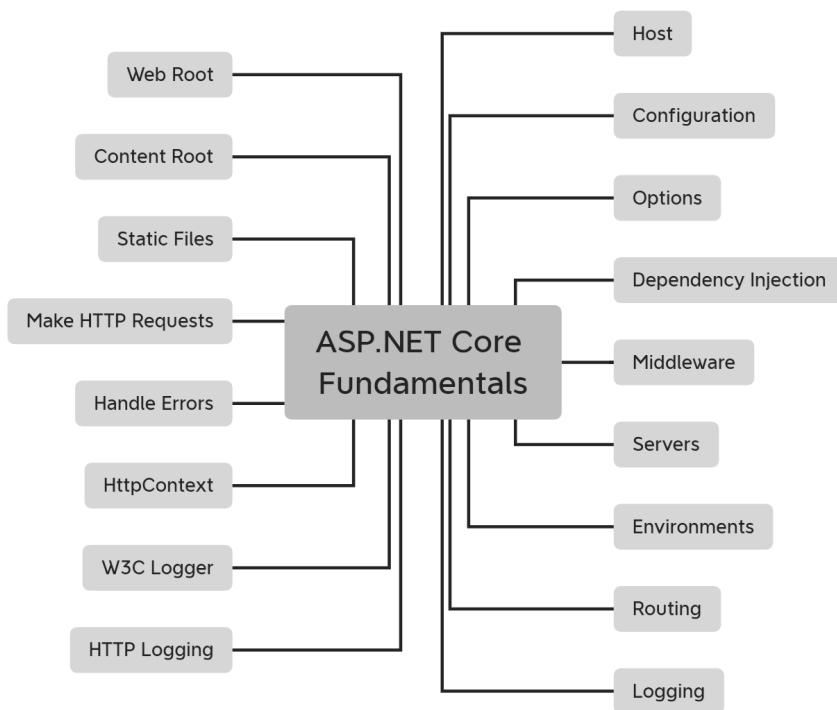 ASP.NET Core
Fundamentals
Host
Configuration
Options
Dependency Injection
Middleware
Servers
Environments
Routing
Logging
Web Root
Content Root
Static Files
Make HTTP Requests
Handle Errors
HttpContext
W3C Logger
HTTP Logging